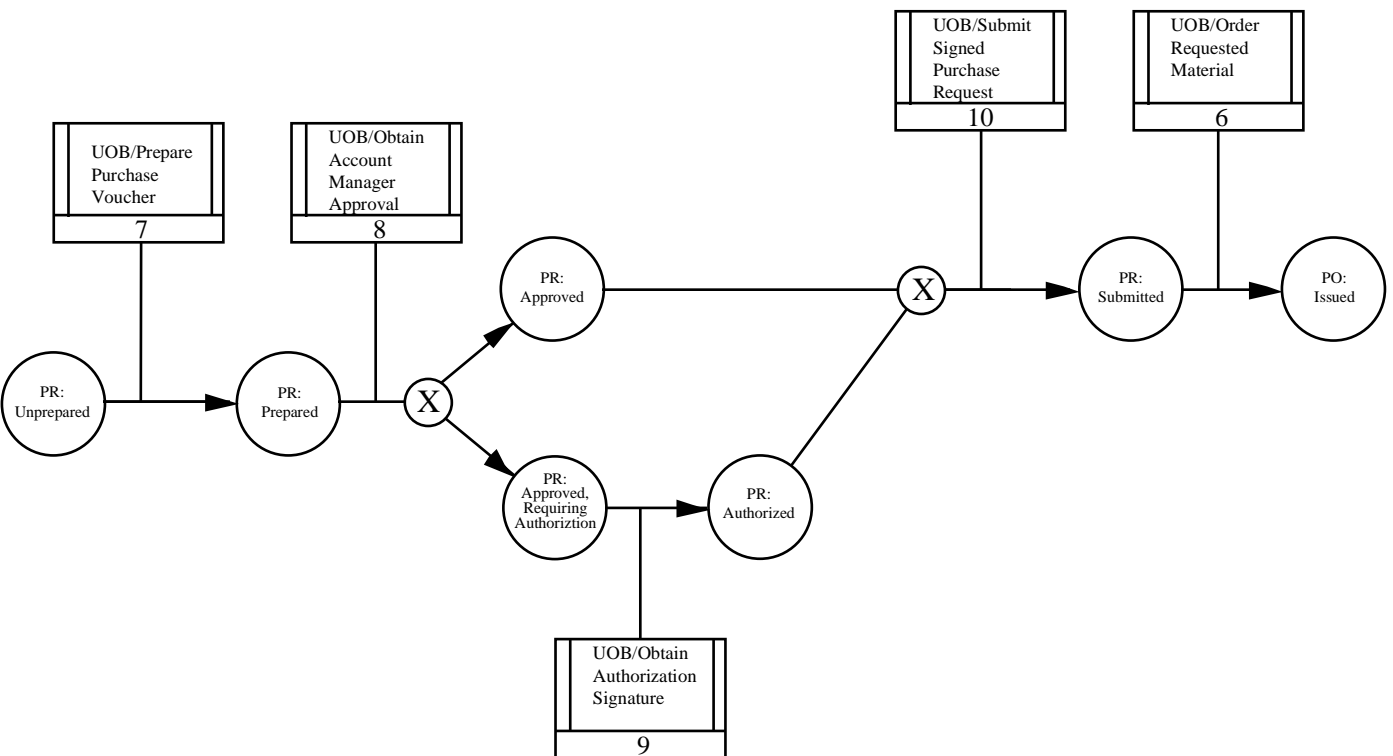 UOB/Submit
Signed
Purchase
Request
10
UOB/Order
Requested
Material
6
UOB/Prepare
Purchase
Voucher
7
UOB/Obtain
Account
Manager
Approval
8
PR:
Approved
X
PR:
Submitted
PO:
Issued
PR:
Unprepared
PR:
Prepared
X
PR:
Approved,
Requiring
Authoriztion
PR:
Authorized
UOB/Obtain
Authorization
Signature
9